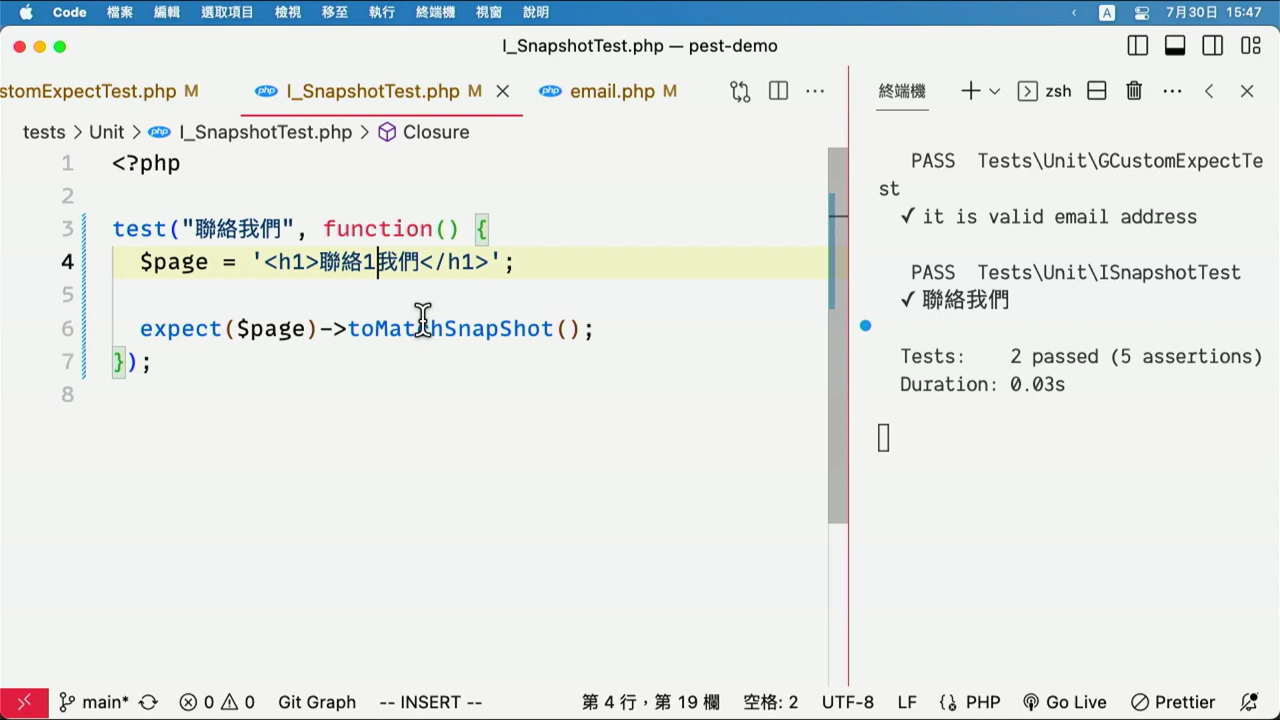 Code 檔案 編輯 選取項目 檢視 移至 執行 終端機 視窗 說明 A 7月30日 15:47
I_SnapshotTest.php — pest-demo
stomExpectTest.php M php I_SnapshotTest.php M php email.php M
tests > Unit > php I_SnapshotTest.php > Closure
1 <?php
2
3 test("聯絡我們", function() {
4 $page = '<h1>聯絡1我們</h1>';
5
6 expect($page)->toMatchSnapShot();
7 });
8
終端機 zsh
PASS Tests\Unit\GCustomExpectTe
st
✓ it is valid email address
PASS Tests\Unit\ISnapshotTest
✓ 聯絡我們
Tests: 2 passed (5 assertions)
Duration: 0.03s
main* 0 0 Git Graph -- INSERT -- 第 4 行，第 19 欄 空格: 2 UTF-8 LF PHP Go Live Prettier